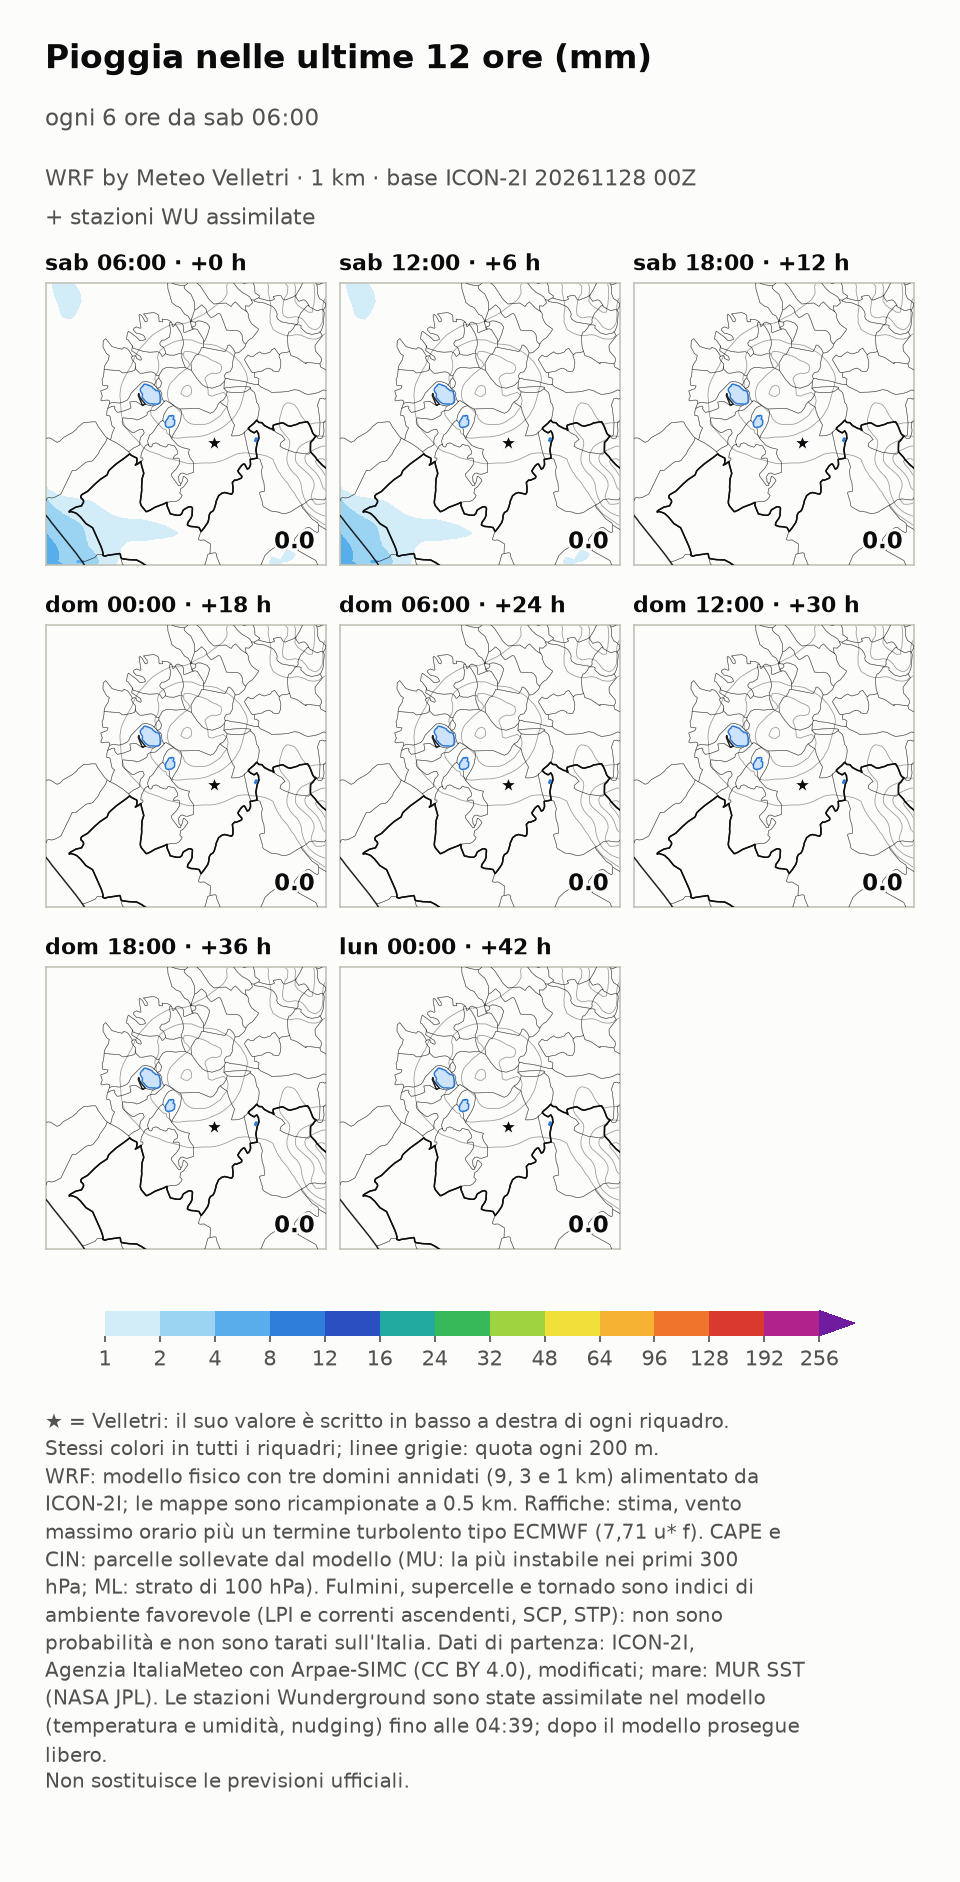 Pioggia nelle ultime 12 ore (mm)
ogni 6 ore da sab 06:00
WRF by Meteo Velletri · 1 km · base ICON-2I 20261128 00Z
+ stazioni WU assimilate
sab 06:00 · +0 h
sab 12:00 · +6 h
sab 18:00 · +12 h
0.0
0.0
0.0
dom 00:00 · +18 h
dom 06:00 · +24 h
dom 12:00 · +30 h
0.0
0.0
0.0
dom 18:00 · +36 h
lun 00:00 · +42 h
0.0
0.0
1 2 4 8 12 16 24 32 48 64 96 128 192 256
★ = Velletri: il suo valore è scritto in basso a destra di ogni riquadro.
Stessi colori in tutti i riquadri; linee grigie: quota ogni 200 m.
WRF: modello fisico con tre domini annidati (9, 3 e 1 km) alimentato da
ICON-2I; le mappe sono ricampionate a 0.5 km. Raffiche: stima, vento
massimo orario più un termine turbolento tipo ECMWF (7,71 u* f). CAPE e
CIN: parcelle sollevate dal modello (MU: la più instabile nei primi 300
hPa; ML: strato di 100 hPa). Fulmini, supercelle e tornado sono indici di
ambiente favorevole (LPI e correnti ascendenti, SCP, STP): non sono
probabilità e non sono tarati sull'Italia. Dati di partenza: ICON-2I,
Agenzia ItaliaMeteo con Arpae-SIMC (CC BY 4.0), modificati; mare: MUR SST
(NASA JPL). Le stazioni Wunderground sono state assimilate nel modello
(temperatura e umidità, nudging) fino alle 04:39; dopo il modello prosegue
libero.
Non sostituisce le previsioni ufficiali.